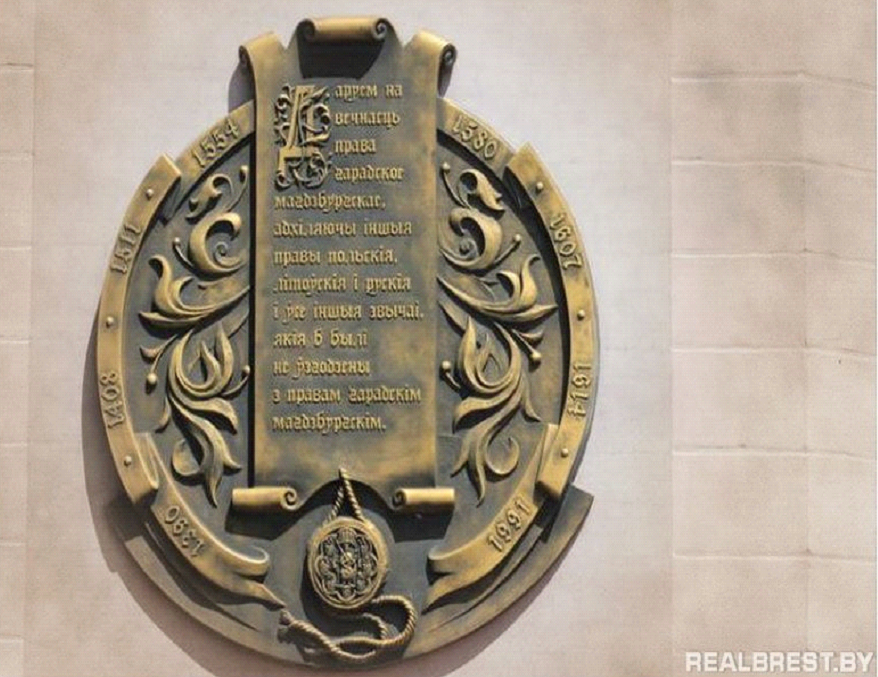 Даруем на
вечнасць
права
гарадское
магдэбургскае,
адхіляючы іншыя
правы польскія,
літоўскія і рускія
і ўсе іншыя звычаі,
якія б былі
не ўзгодзены
з правам гарадскім
магдэбургскім.
1390
1408
1511
1554
1580
1607
1614
1991
REALBREST.BY